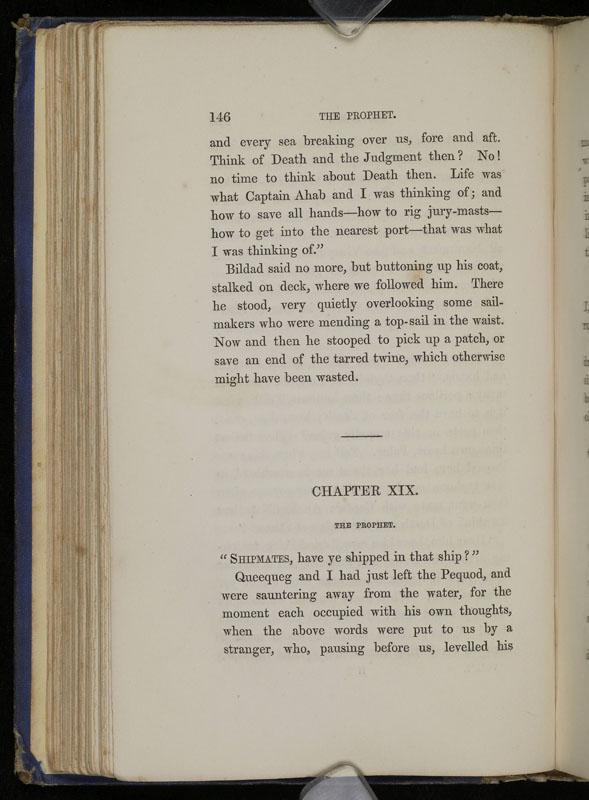 146 THE PROPHET.
and every sea breaking over us, fore and aft.
Think of Death and the Judgment then? No!
no time to think about Death then. Life was
what Captain Ahab and I was thinking of; and
how to save all hands—how to rig jury-masts—
how to get into the nearest port—that was what
I was thinking of.”
Bildad said no more, but buttoning up his coat,
stalked on deck, where we followed him. There
he stood, very quietly overlooking some sail-
makers who were mending a top-sail in the waist.
Now and then he stooped to pick up a patch, or
save an end of the tarred twine, which otherwise
might have been wasted.
CHAPTER XIX.
THE PROPHET.
“SHIPMATES, have ye shipped in that ship?”
Queequeg and I had just left the Pequod, and
were sauntering away from the water, for the
moment each occupied with his own thoughts,
when the above words were put to us by a
stranger, who, pausing before us, levelled his